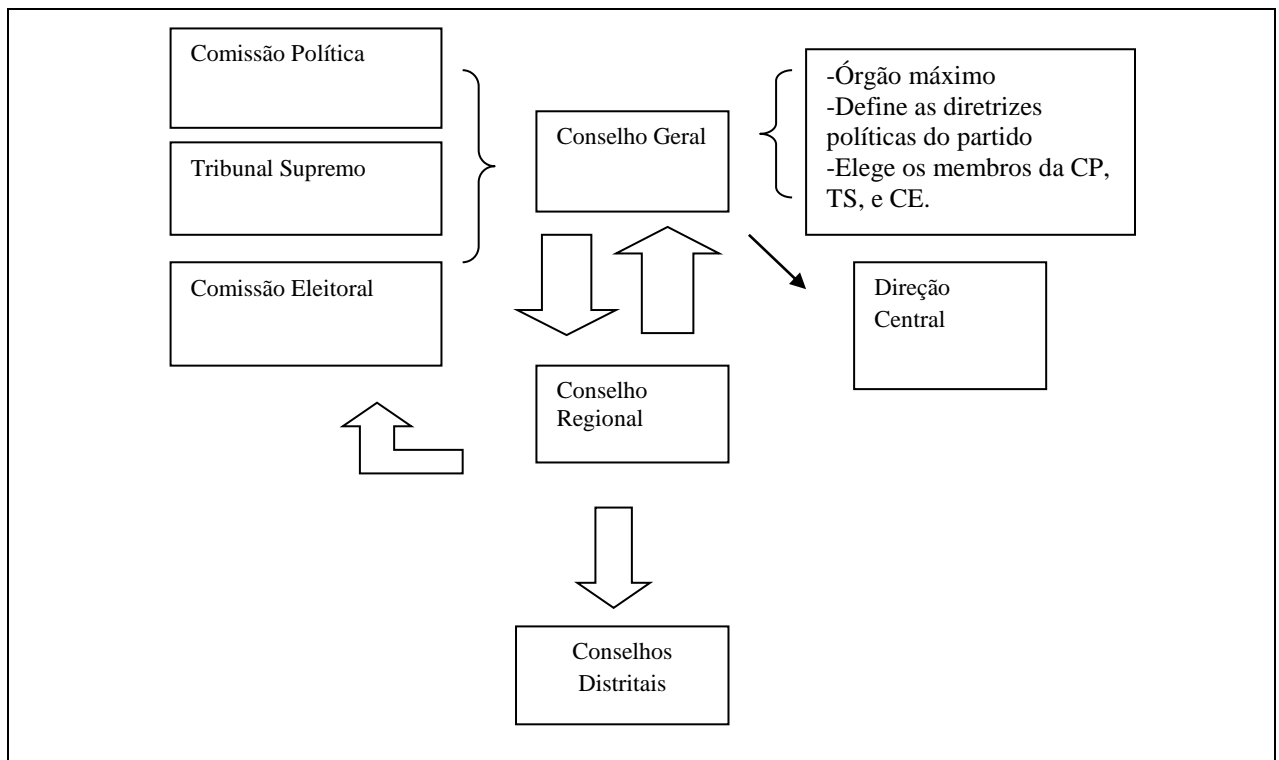 Comissão Política
Tribunal Supremo
Comissão Eleitoral
Conselho Geral
-Órgão máximo
-Define as diretrizes
políticas do partido
-Elege os membros da CP,
TS, e CE.
Direção
Central
Conselho
Regional
Conselhos
Distritais